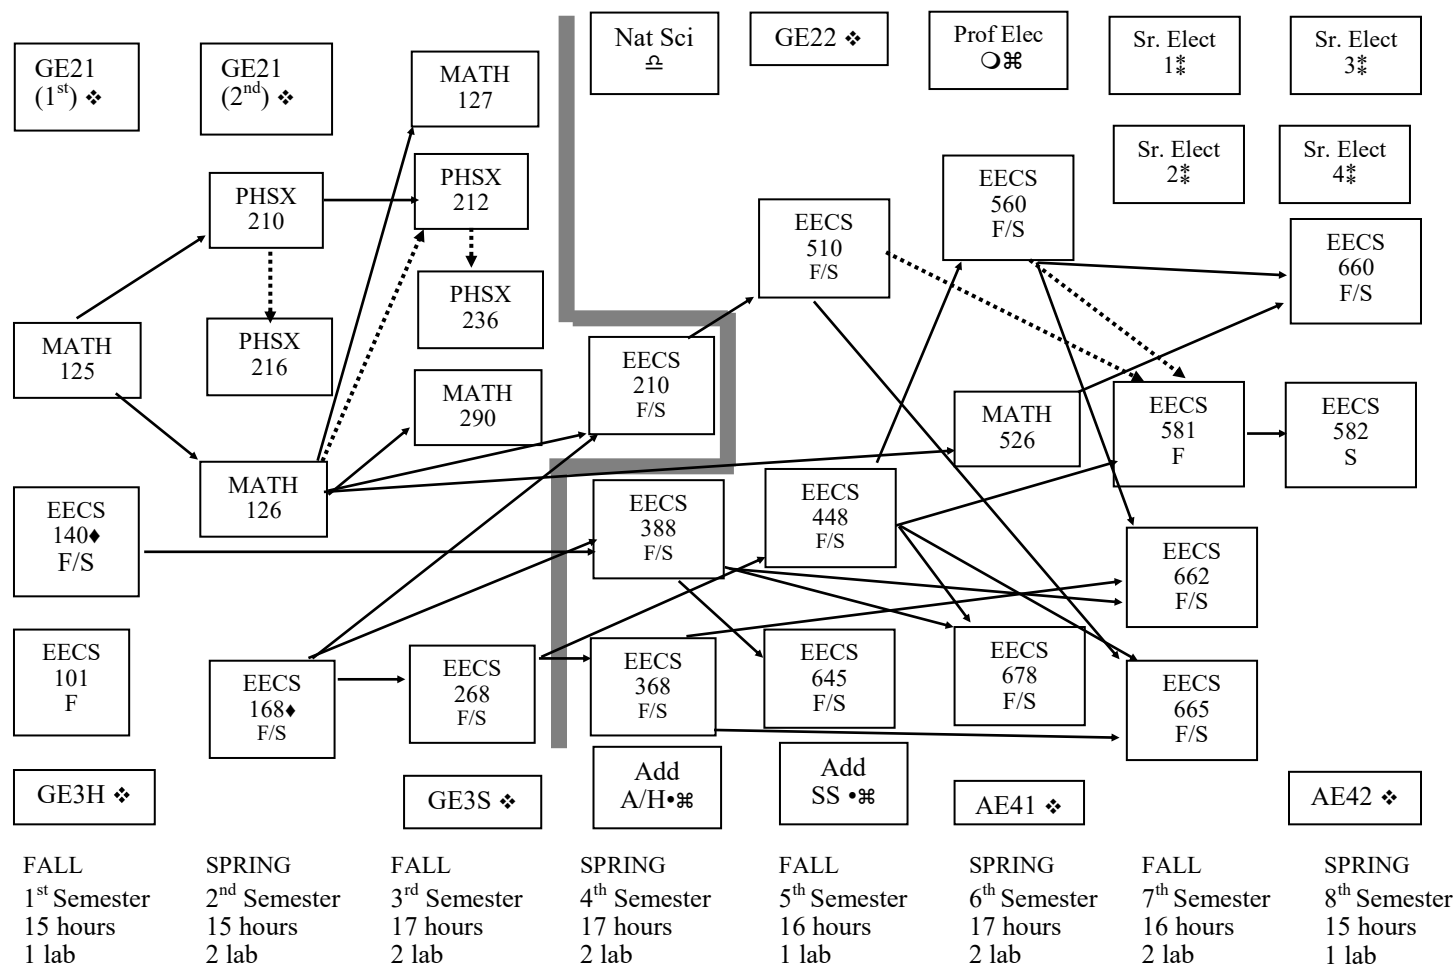 GE21
(1st) ❖
GE21
(2nd) ❖
MATH
127
Nat Sci
♎
GE22 ❖
Prof Elec
❍⌘
Sr. Elect
1⁑
Sr. Elect
3⁑
Sr. Elect
2⁑
Sr. Elect
4⁑
PHSX
210
PHSX
212
EECS
560
F/S
EECS
510
F/S
EECS
660
F/S
PHSX
236
PHSX
216
MATH
125
EECS
210
F/S
MATH
290
MATH
526
EECS
581
F
EECS
582
S
MATH
126
EECS
140♦
F/S
EECS
388
F/S
EECS
448
F/S
EECS
662
F/S
EECS
101
F
EECS
168♦
F/S
EECS
268
F/S
EECS
368
F/S
EECS
645
F/S
EECS
678
F/S
EECS
665
F/S
GE3H ❖
GE3S ❖
Add
A/H•⌘
Add
SS •⌘
AE41 ❖
AE42 ❖
FALL
1st Semester
15 hours
1 lab
SPRING
2nd Semester
15 hours
2 lab
FALL
3rd Semester
17 hours
2 lab
SPRING
4th Semester
17 hours
2 lab
FALL
5th Semester
16 hours
1 lab
SPRING
6th Semester
17 hours
2 lab
FALL
7th Semester
16 hours
2 lab
SPRING
8th Semester
15 hours
1 lab